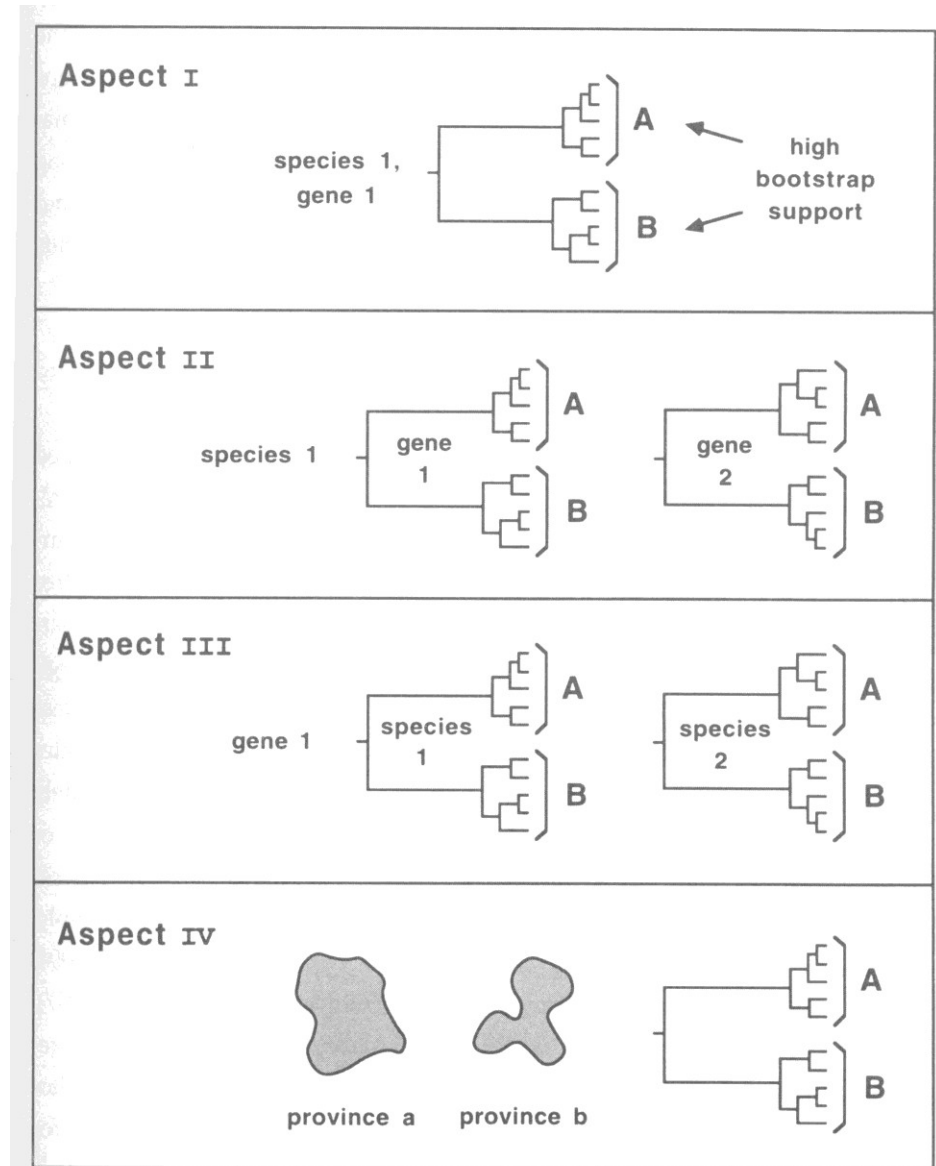 Aspect I
species 1,
gene 1
A
B
high
bootstrap
support
Aspect II
species 1
gene
1
A
B
gene
2
A
B
Aspect III
gene 1
species
1
A
B
species
2
A
B
Aspect IV
province a
province b
A
B